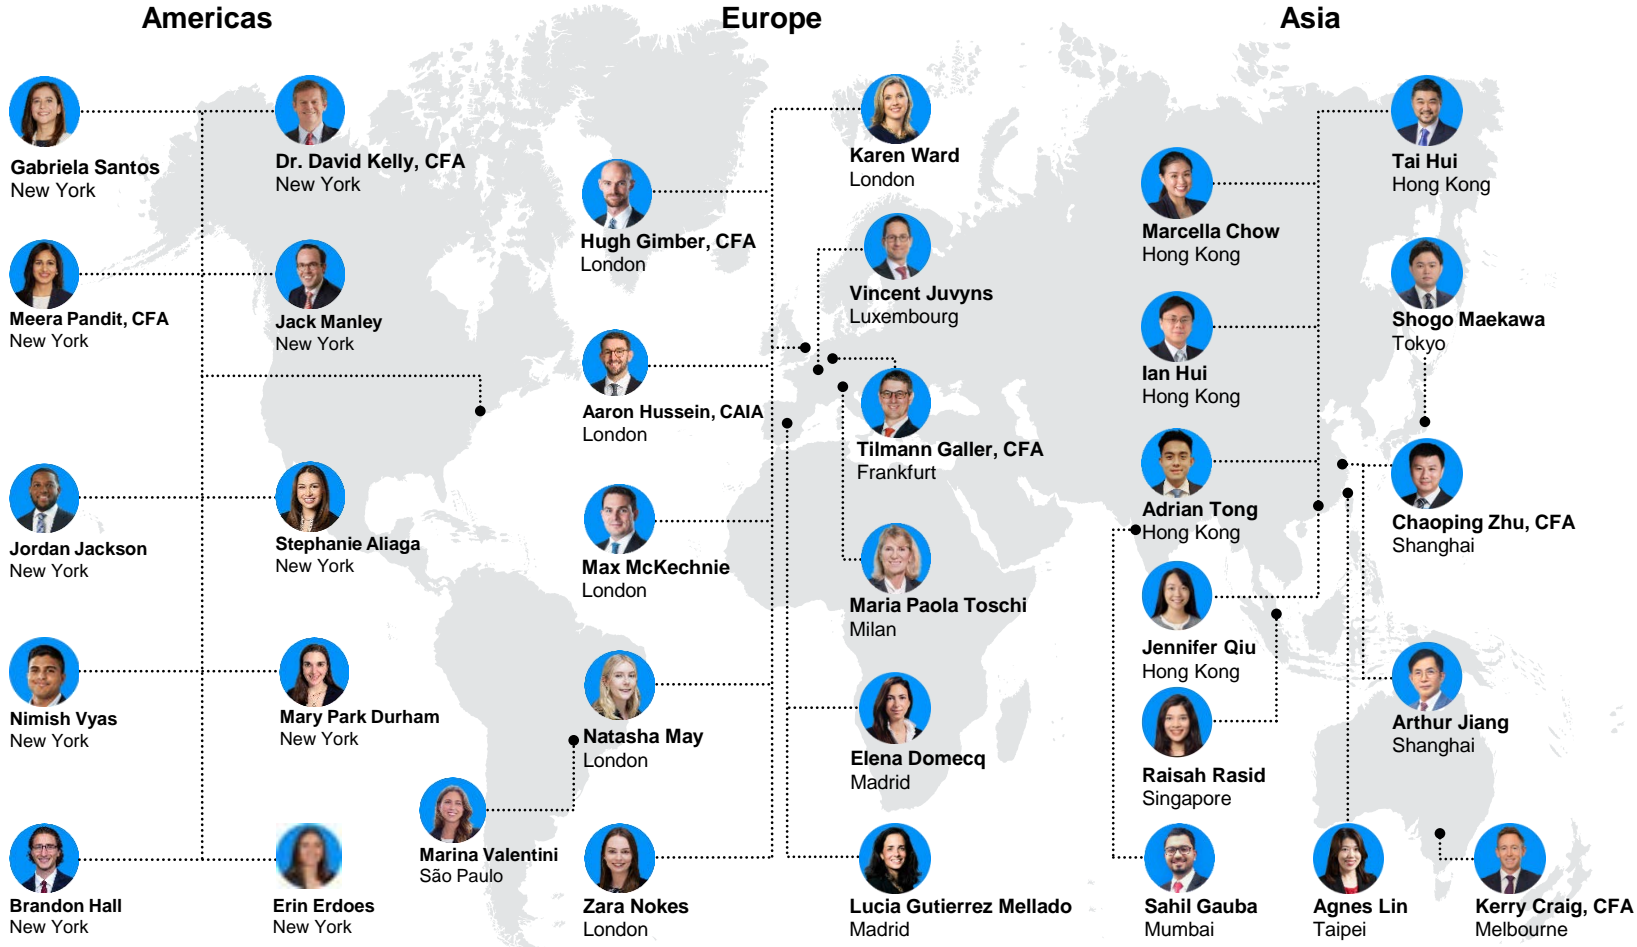 Americas
Gabriela Santos
New York
Dr. David Kelly, CFA
New York
Meera Pandit, CFA
New York
Jack Manley
New York
Jordan Jackson
New York
Stephanie Aliaga
New York
Nimish Vyas
New York
Mary Park Durham
New York
Brandon Hall
New York
Erin Erdoes
New York
Marina Valentini
São Paulo
Europe
Karen Ward
London
Hugh Gimber, CFA
London
Vincent Juvyns
Luxembourg
Aaron Hussein, CAIA
London
Tilmann Galler, CFA
Frankfurt
Max McKechnie
London
Maria Paola Toschi
Milan
Natasha May
London
Elena Domecq
Madrid
Zara Nokes
London
Lucia Gutierrez Mellado
Madrid
Asia
Tai Hui
Hong Kong
Marcella Chow
Hong Kong
Shogo Maekawa
Tokyo
Ian Hui
Hong Kong
Adrian Tong
Hong Kong
Chaoping Zhu, CFA
Shanghai
Jennifer Qiu
Hong Kong
Arthur Jiang
Shanghai
Raisah Rasid
Singapore
Sahil Gauba
Mumbai
Agnes Lin
Taipei
Kerry Craig, CFA
Melbourne